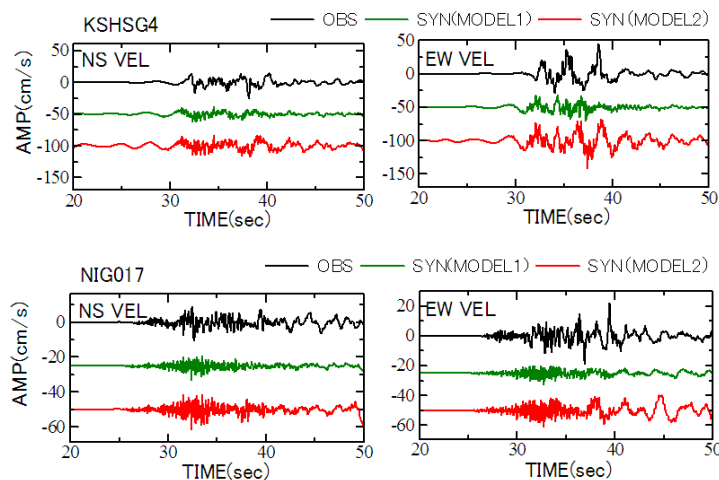 KSHSG4
OBS SYN(MODEL1) SYN(MODEL2)
NS VEL
EW VEL
AMP(cm/s)
50
0
-50
-100
-150
50
0
-50
-100
-150
20 30 40 50
20 30 40 50
TIME(sec)
TIME(sec)
NIG017
OBS SYN(MODEL1) SYN(MODEL2)
NS VEL
EW VEL
AMP(cm/s)
0
-20
-40
-60
20
0
-20
-40
-60
20 30 40 50
20 30 40 50
TIME(sec)
TIME(sec)